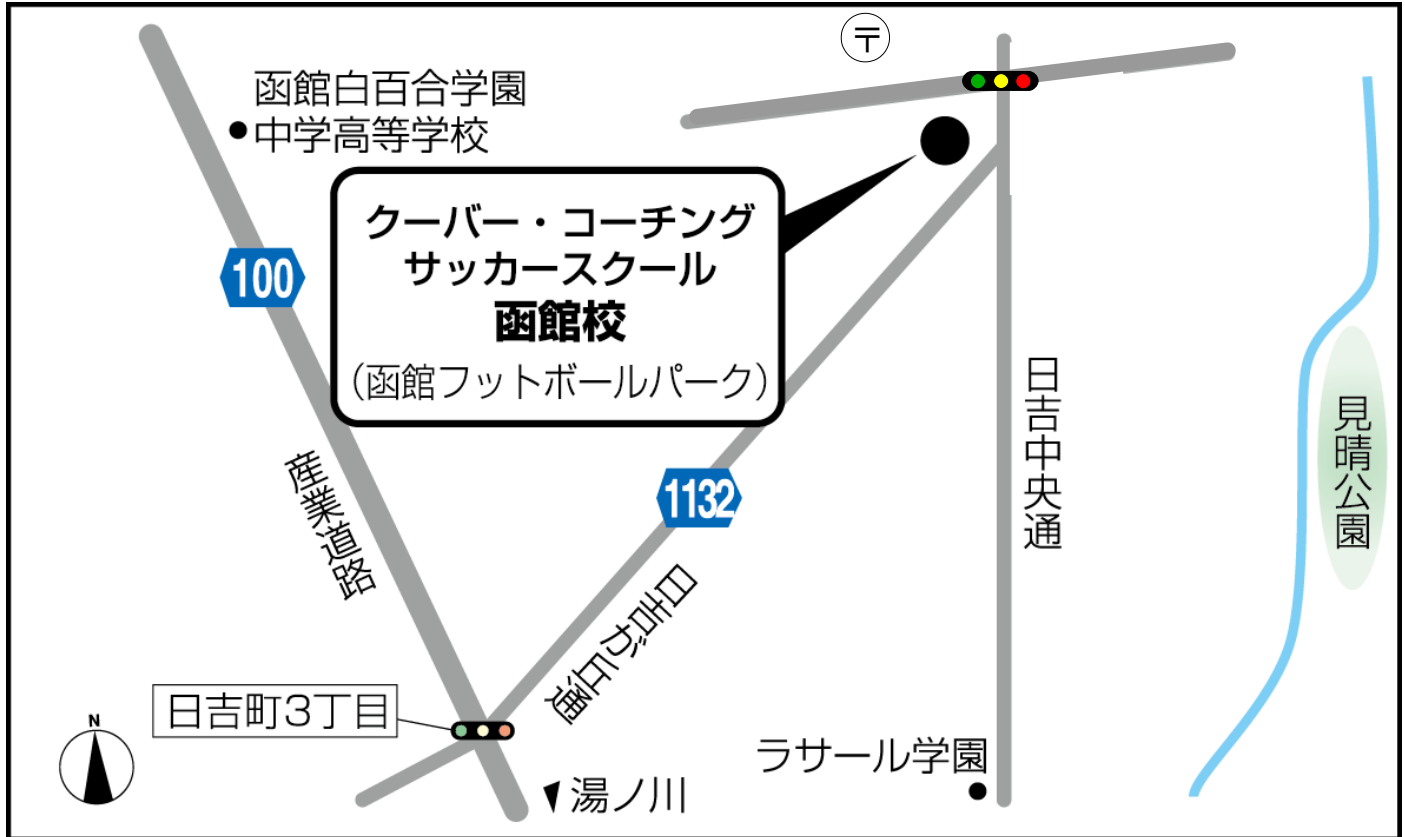 〒
函館白百合学園
中学高等学校
クーバー・コーチング
サッカースクール
函館校
（函館フットボールパーク）
100
1132
産業道路
日吉が丘通
日吉中央通
見晴公園
日吉町3丁目
ラサール学園
湯ノ川
N